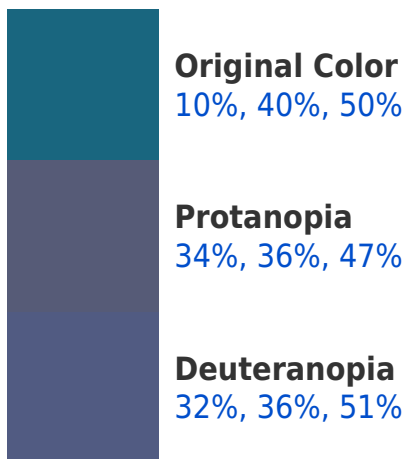 Original Color
10%, 40%, 50%
Protanopia
34%, 36%, 47%
Deuteranopia
32%, 36%, 51%